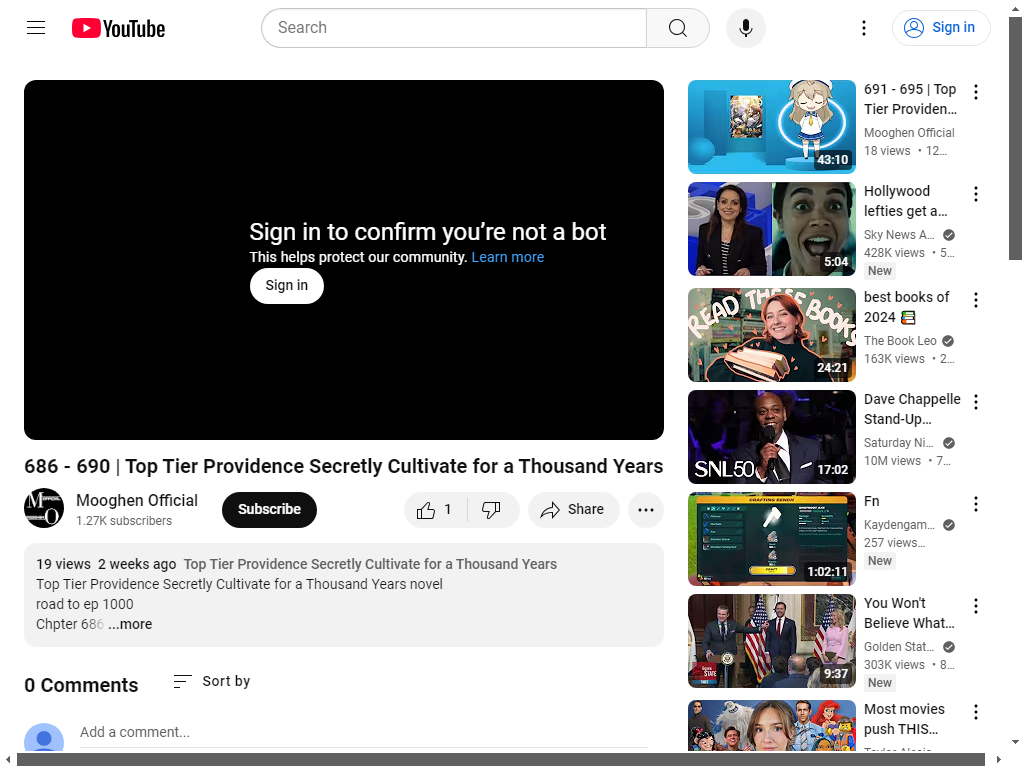 YouTube
Search
Sign in
Sign in to confirm you’re not a bot
This helps protect our community. Learn more
Sign in
686 - 690 | Top Tier Providence Secretly Cultivate for a Thousand Years
Mooghen Official
1.27K subscribers
Subscribe
1
Share
19 views 2 weeks ago Top Tier Providence Secretly Cultivate for a Thousand Years
Top Tier Providence Secretly Cultivate for a Thousand Years novel
road to ep 1000
Chpter 686 ...more
0 Comments
Sort by
Add a comment...
43:10
691 - 695 | Top
Tier Providen...
Mooghen Official
18 views • 12...
5:04
Hollywood
lefties get a...
Sky News A...
428K views • 5...
New
READ THESE BOOKS
24:21
best books of
2024
The Book Leo
163K views • 2...
SNL50
17:02
Dave Chappelle
Stand-Up...
Saturday Ni...
10M views • 7...
CRAFTING BENCH
1:02:11
Fn
Kaydengam...
257 views...
New
9:37
You Won't
Believe What...
Golden Stat...
303K views • 8...
New
Most movies
push THIS...